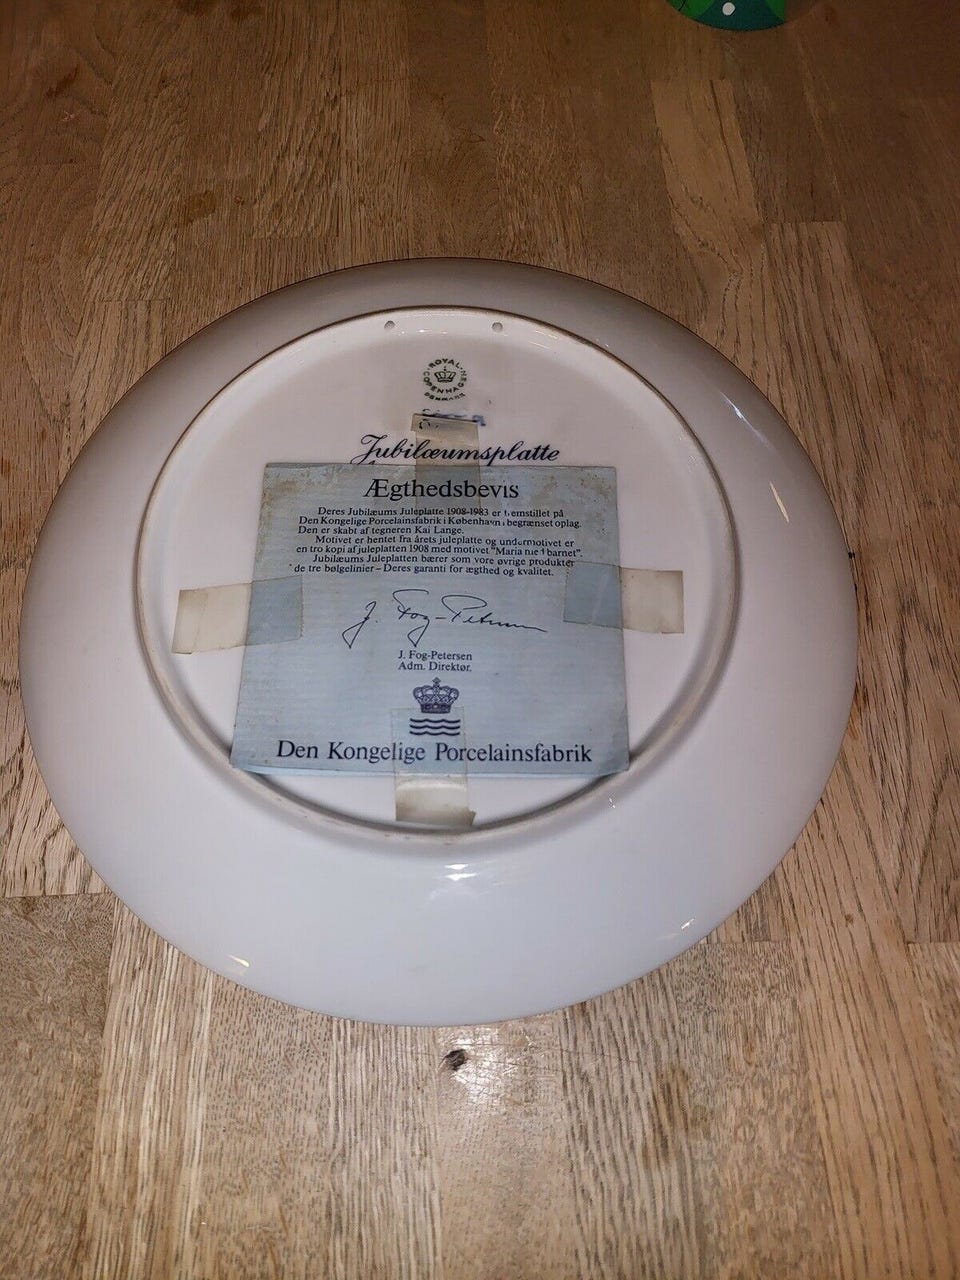 ROYAL
COPENHAGEN
DENMARK
Jubilæumsplatte
Ægthedsbevis
Deres Jubilæums Juleplatte 1908-1983 er fremstillet på
Den Kongelige Porcelainsfabrik i København i begrænset oplag.
Den er skabt af tegneren Kai Lange.
Motivet er hentet fra årets juleplatte og undermotivet er
en tro kopi af juleplatten 1908 med motivet "Maria med barnet".
Jubilæums Juleplatten bærer som vore øvrige produkter
de tre bølgelinier – Deres garanti for ægthed og kvalitet.
J. Fog-Petersen
J. Fog-Petersen
Adm. Direktør.
Den Kongelige Porcelainsfabrik